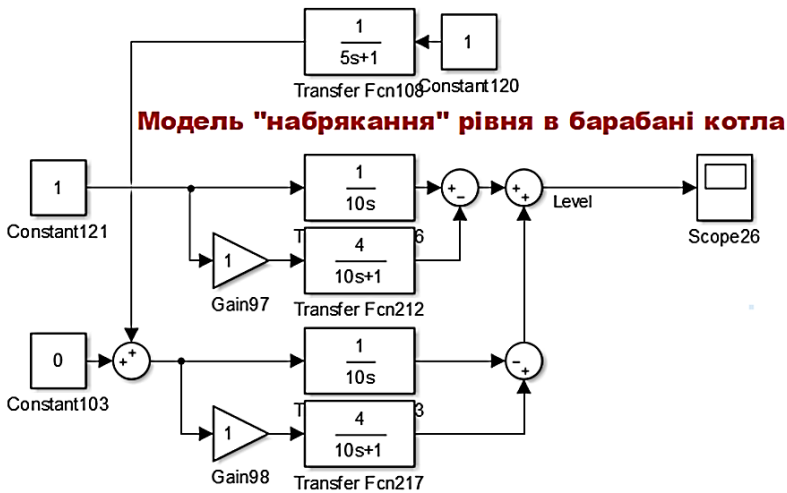 1
5s+1
1
Transfer Fcn108
Constant120
Модель "набрякання" рівня в барабані котла
1
1
10s
+
−
+
+
Constant121
Level
Scope26
1
4
10s+1
Gain97
Transfer Fcn212
0
+
+
1
10s
−
+
Constant103
1
4
10s+1
Gain98
Transfer Fcn217